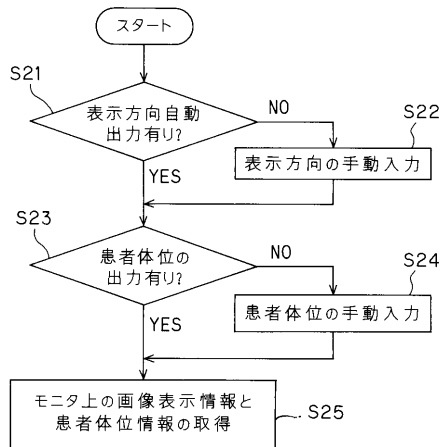 スタート
S21
表示方向自動
出力有り?
NO
S22
表示方向の手動入力
YES
S23
患者体位の
出力有り?
NO
S24
患者体位の手動入力
YES
モニタ上の画像表示情報と
患者体位情報の取得
S25